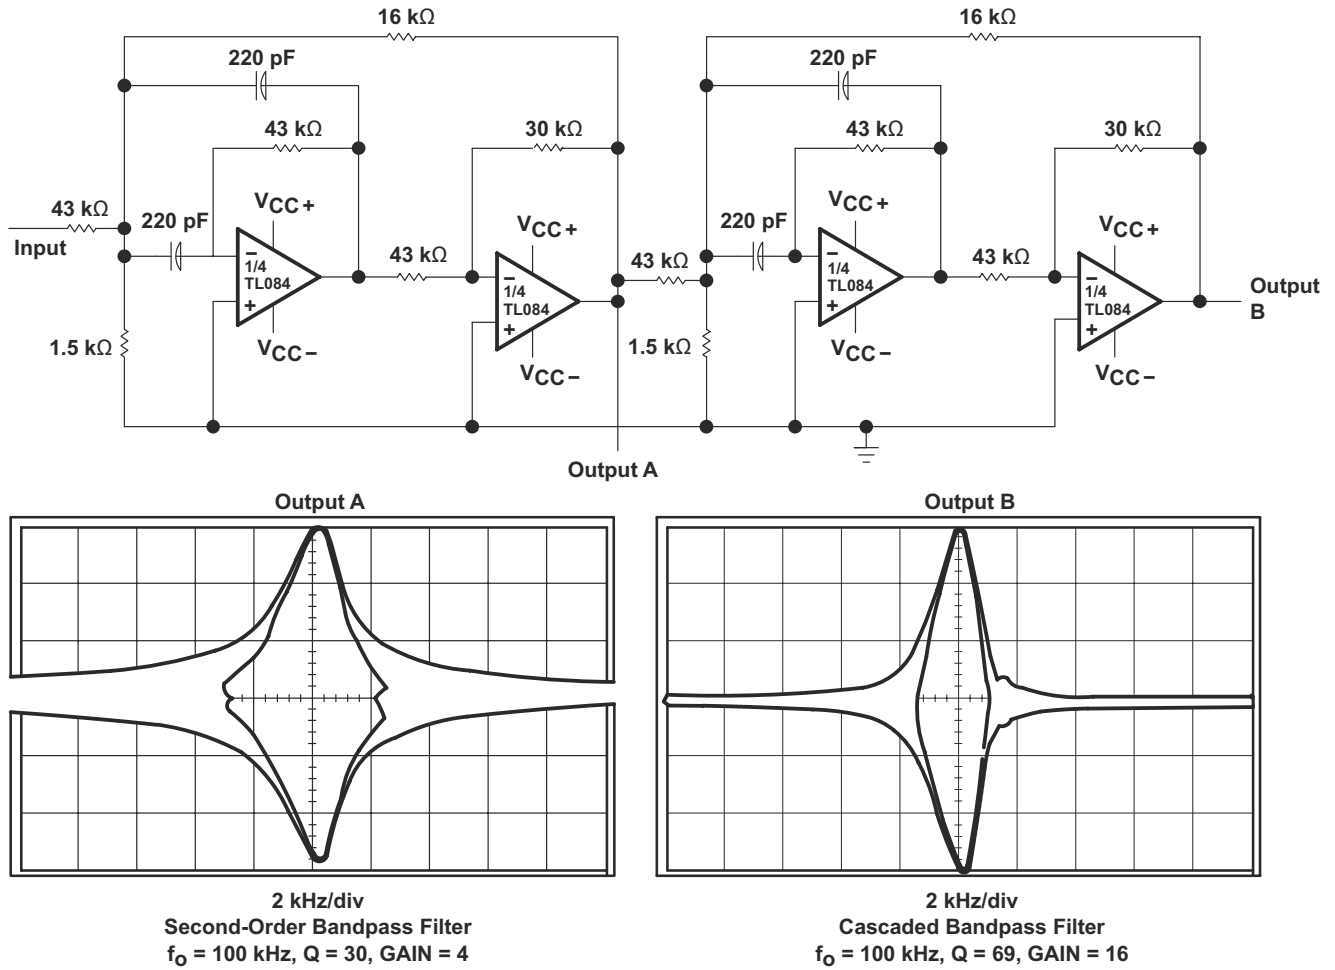 16 kΩ
16 kΩ
220 pF
220 pF
43 kΩ
30 kΩ
43 kΩ
30 kΩ
43 kΩ
Input
220 pF
VCC+
–
1/4
TL084
+
VCC–
1.5 kΩ
43 kΩ
VCC+
–
1/4
TL084
+
VCC–
43 kΩ
220 pF
VCC+
–
1/4
TL084
+
VCC–
1.5 kΩ
43 kΩ
VCC+
–
1/4
TL084
+
VCC–
Output
B
Output A
Output A
Output B
2 kHz/div
Second-Order Bandpass Filter
fo = 100 kHz, Q = 30, GAIN = 4
2 kHz/div
Cascaded Bandpass Filter
fo = 100 kHz, Q = 69, GAIN = 16